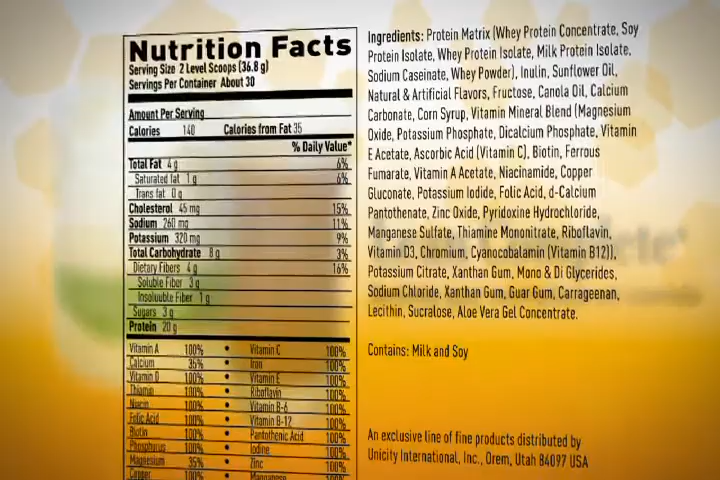 Nutrition Facts
Serving Size 2 Level Scoops (36.8 g)
Servings Per Container About 30
Amount Per Serving
Calories 140 Calories from Fat 35
% Daily Value*
Total Fat 4 g 6%
Saturated fat 1 g 6%
Trans fat 0 g
Cholesterol 45 mg 15%
Sodium 260 mg 11%
Potassium 320 mg 9%
Total Carbohydrate 8 g 3%
Dietary Fibers 4 g 16%
Soluble Fiber 3 g
Insoluable Fiber 1 g
Sugars 3 g
Protein 20 g
Vitamin A 100% • Vitamin C 100%
Calcium 35% • Iron 100%
Vitamin D 100% • Vitamin E 100%
Thiamin 100% • Riboflavin 100%
Niacin 100% • Vitamin B-6 100%
Folic Acid 100% • Vitamin B-12 100%
Biotin 100% • Pantothenic Acid 100%
Phosphurus 100% • Iodine 100%
Magnesium 35% • Zinc 100%
Copper 100% • Manganese 100%
Ingredients: Protein Matrix (Whey Protein Concentrate, Soy
Protein Isolate, Whey Protein Isolate, Milk Protein Isolate,
Sodium Caseinate, Whey Powder), Inulin, Sunflower Oil,
Natural & Artificial Flavors, Fructose, Canola Oil, Calcium
Carbonate, Corn Syrup, Vitamin Mineral Blend (Magnesium
Oxide, Potassium Phosphate, Dicalcium Phosphate, Vitamin
E Acetate, Ascorbic Acid (Vitamin C), Biotin, Ferrous
Fumarate, Vitamin A Acetate, Niacinamide, Copper
Gluconate, Potassium Iodide, Folic Acid, d-Calcium
Pantothenate, Zinc Oxide, Pyridoxine Hydrochloride,
Manganese Sulfate, Thiamine Mononitrate, Riboflavin,
Vitamin D3, Chromium, Cyanocobalamin (Vitamin B12)),
Potassium Citrate, Xanthan Gum, Mono & Di Glycerides,
Sodium Chloride, Xanthan Gum, Guar Gum, Carrageenan,
Lecithin, Sucralose, Aloe Vera Gel Concentrate.
Contains: Milk and Soy
An exclusive line of fine products distributed by
Unicity International, Inc., Orem, Utah 84097 USA